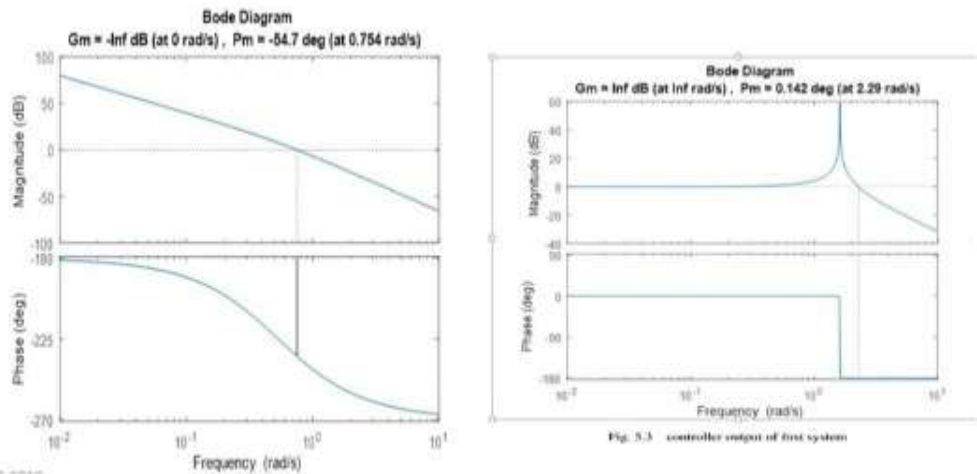 Bode Diagram
Gm = -Inf dB (at 0 rad/s) , Pm = -54.7 deg (at 0.754 rad/s)
100
50
0
-50
-100
Magnitude (dB)
-180
-225
-270
Phase (deg)
10⁻² 10⁻¹ 10⁰ 10¹
Frequency (rad/s)
Bode Diagram
Gm = Inf dB (at Inf rad/s) , Pm = 0.142 deg (at 2.29 rad/s)
60
40
20
0
-20
-40
Magnitude (dB)
0
Phase (deg)
10⁻² 10⁻¹ 10⁰ 10¹
Frequency (rad/s)
Fig. 5.3 controller output of first system